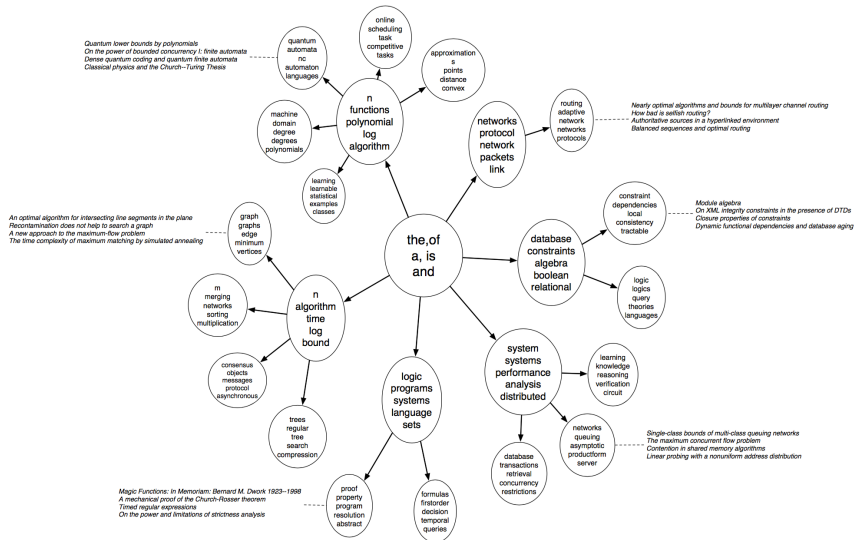 online
scheduling
task
competitive
tasks
quantum
automata
nc
automaton
languages
Quantum lower bounds by polynomials
On the power of bounded concurrency I: finite automata
Dense quantum coding and quantum finite automata
Classical physics and the Church--Turing Thesis
approximation
s
points
distance
convex
n
functions
polynomial
log
algorithm
machine
domain
degree
degrees
polynomials
learning
learnable
statistical
examples
classes
networks
protocol
network
packets
link
routing
adaptive
network
networks
protocols
Nearly optimal algorithms and bounds for multilayer channel routing
How bad is selfish routing?
Authoritative sources in a hyperlinked environment
Balanced sequences and optimal routing
An optimal algorithm for intersecting line segments in the plane
Recontamination does not help to search a graph
A new approach to the maximum-flow problem
The time complexity of maximum matching by simulated annealing
graph
graphs
edge
minimum
vertices
the,of
a, is
and
database
constraints
algebra
boolean
relational
constraint
dependencies
local
consistency
tractable
Module algebra
On XML integrity constraints in the presence of DTDs
Closure properties of constraints
Dynamic functional dependencies and database aging
logic
logics
query
theories
languages
m
merging
networks
sorting
multiplication
n
algorithm
time
log
bound
consensus
objects
messages
protocol
asynchronous
trees
regular
tree
search
compression
logic
programs
systems
language
sets
system
systems
performance
analysis
distributed
learning
knowledge
reasoning
verification
circuit
networks
queuing
asymptotic
productform
server
Single-class bounds of multi-class queuing networks
The maximum concurrent flow problem
Contention in shared memory algorithms
Linear probing with a nonuniform address distribution
database
transactions
retrieval
concurrency
restrictions
Magic Functions: In Memoriam: Bernard M. Dwork 1923--1998
A mechanical proof of the Church-Rosser theorem
Timed regular expressions
On the power and limitations of strictness analysis
proof
property
program
resolution
abstract
formulas
firstorder
decision
temporal
queries